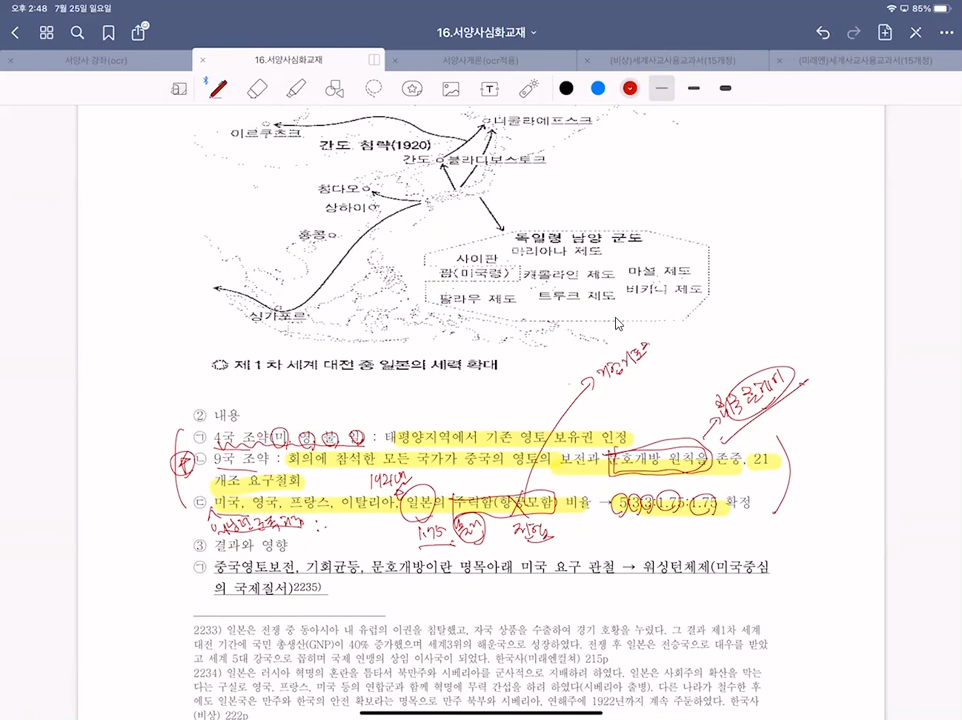 오후 2:48 7월 25일 일요일
85%
16.서양사심화교재
서양사 강좌(ocr)
16.서양사심화교재
서양사개론(ocr적용)
(비상)세계사교사용교과서(15개정)
(미래엔)세계사교사용교과서(15개정)
니콜라예프스크
이르쿠츠크
간도 침략(1920)
간도 블라디보스토크
칭다오
상하이
홍콩
독일령 남양 군도
마리아나 제도
사이판
괌(미국령) 캐롤라인 제도 마셜 제도
팔라우 제도 트루크 제도 비키니 제도
싱가포르
제 1 차 세계 대전 중 일본의 세력 확대
② 내용
㉠ 4국 조약(미, 영, 불, 일) : 태평양지역에서 기존 영토 보유권 인정
㉡ 9국 조약 : 회의에 참석한 모든 국가가 중국의 영토의 보전과 문호개방 원칙을 존중, 21
개조 요구철회
1921년
㉢ 미국, 영국, 프랑스, 이탈리아, 일본의 주력함(항공모함) 비율 → 5:3:3:1.75:1.75 확정
1.75
③ 결과와 영향
㉠ 중국영토보전, 기회균등, 문호개방이란 명목아래 미국 요구 관철 → 워싱턴체제(미국중심
의 국제질서)2235)
2233) 일본은 전쟁 중 동아시아 내 유럽의 이권을 침탈했고, 자국 상품을 수출하여 경기 호황을 누렸다. 그 결과 제1차 세계
대전 기간에 국민 총생산(GNP)이 40% 증가했으며 세계3위의 해운국으로 성장하였다. 전쟁 후 일본은 전승국으로 대우를 받았
고 세계 5대 강국으로 꼽히며 국제 연맹의 상임 이사국이 되었다. 한국사(미래엔컬처) 215p
2234) 일본은 러시아 혁명의 혼란을 틈타서 북만주와 시베리아를 군사적으로 지배하려 하였다. 일본은 사회주의 확산을 막는
다는 구실로 영국, 프랑스, 미국 등의 연합군과 함께 혁명에 무력 간섭을 하려 하였다(시베리아 출병). 다른 나라가 철수한 후
에도 일본국은 만주와 한국의 안전 확보라는 명목으로 만주 북부와 시베리아, 연해주에 1922년까지 계속 주둔하였다. 한국사
(비상) 222p